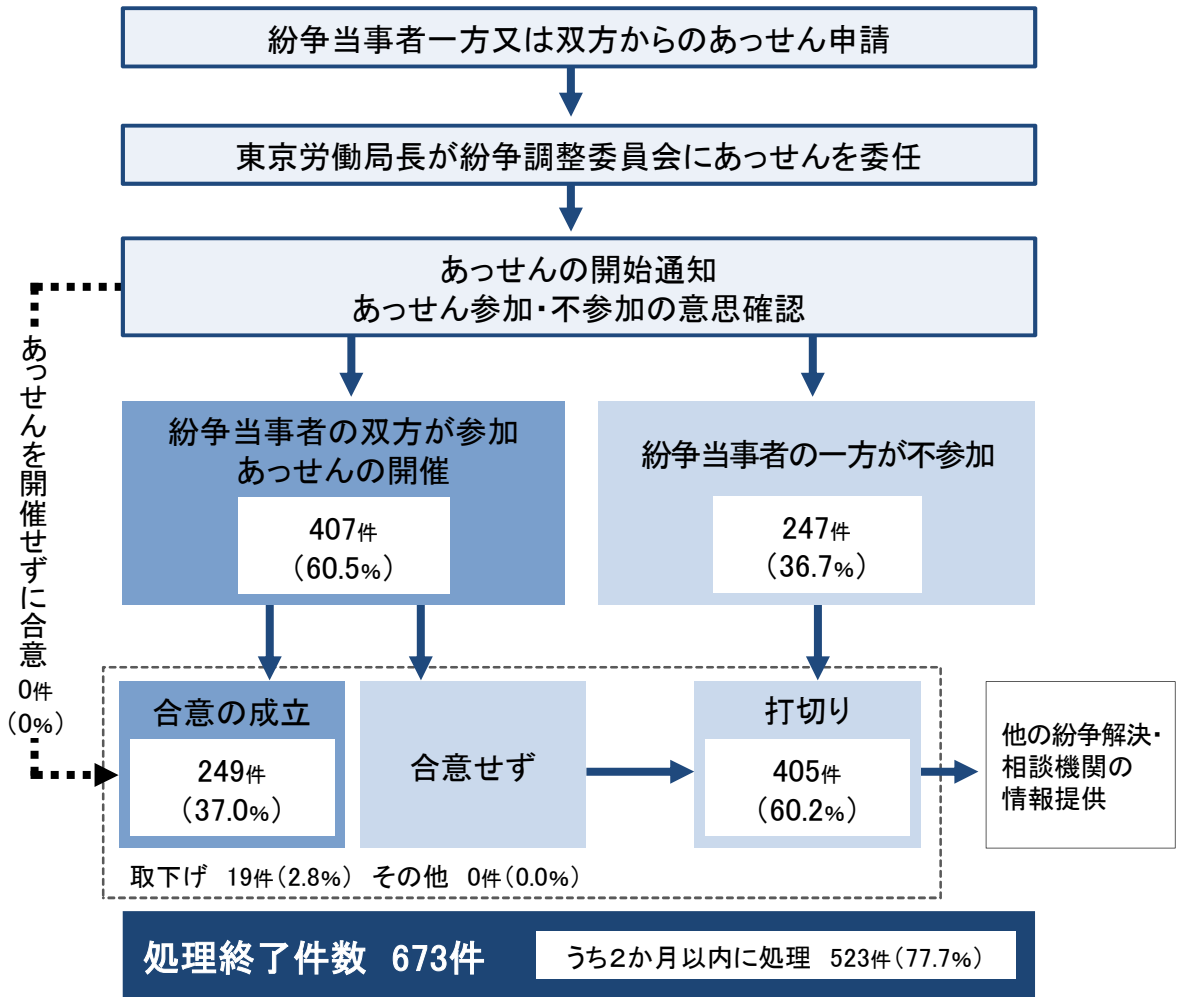 紛争当事者一方又は双方からのあっせん申請
東京労働局長が紛争調整委員会にあっせんを委任
あっせんの開始通知
あっせん参加・不参加の意思確認
あっせんを開催せずに合意
0件
(0%)
紛争当事者の双方が参加
あっせんの開催
407件
(60.5%)
紛争当事者の一方が不参加
247件
(36.7%)
合意の成立
249件
(37.0%)
合意せず
打切り
405件
(60.2%)
他の紛争解決・
相談機関の
情報提供
取下げ 19件(2.8%) その他 0件(0.0%)
処理終了件数 673件
うち2か月以内に処理 523件(77.7%)